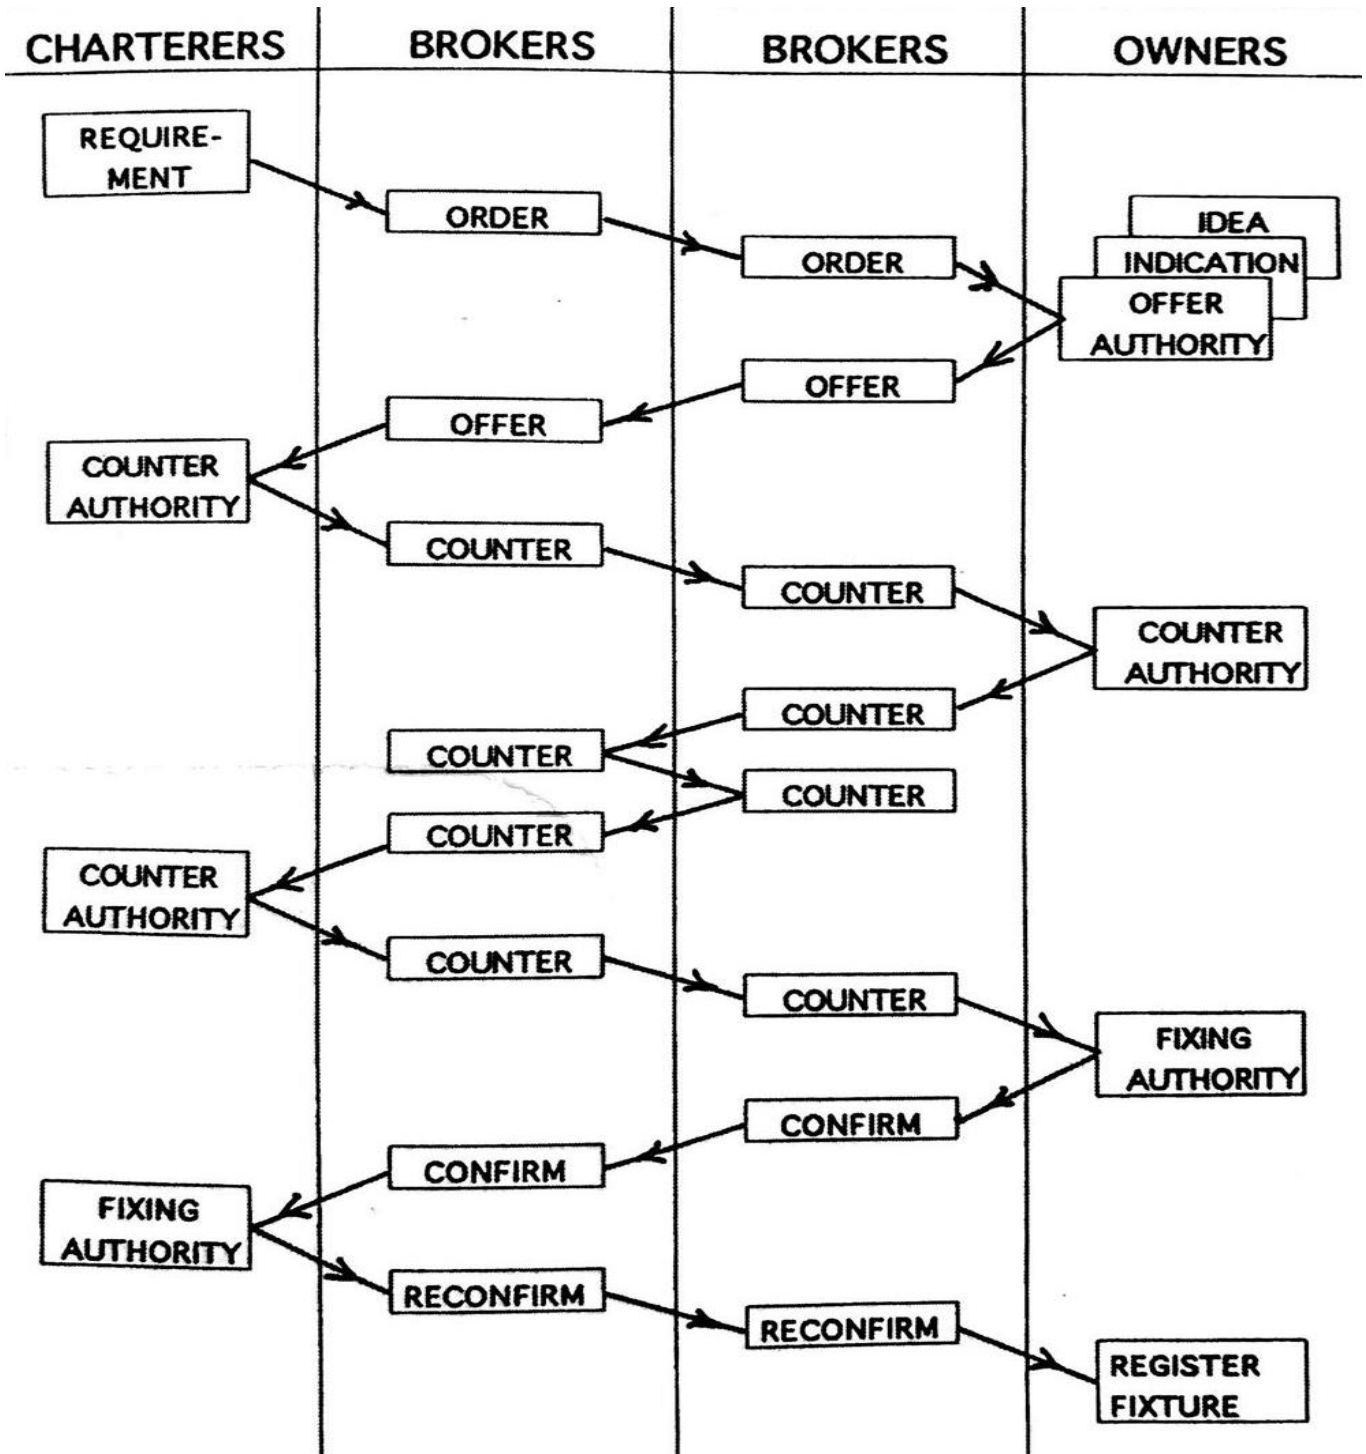 CHARTERERS
BROKERS
BROKERS
OWNERS
REQUIRE-
MENT
ORDER
ORDER
IDEA
INDICATION
OFFER
AUTHORITY
OFFER
OFFER
COUNTER
AUTHORITY
COUNTER
COUNTER
COUNTER
AUTHORITY
COUNTER
COUNTER
COUNTER
COUNTER
COUNTER
AUTHORITY
COUNTER
COUNTER
FIXING
AUTHORITY
CONFIRM
CONFIRM
FIXING
AUTHORITY
RECONFIRM
RECONFIRM
REGISTER
FIXTURE